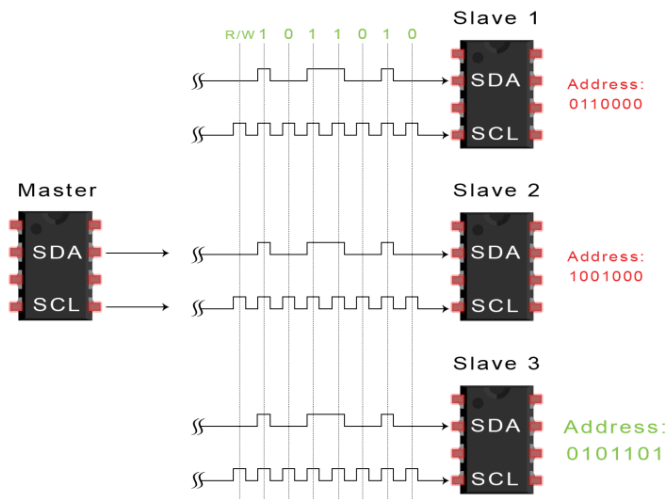 Slave 1
R/W 1 0 1 1 0 1 0
SDA
SCL
Address:
0110000
Master
SDA
SCL
Slave 2
SDA
SCL
Address:
1001000
Slave 3
SDA
SCL
Address:
0101101